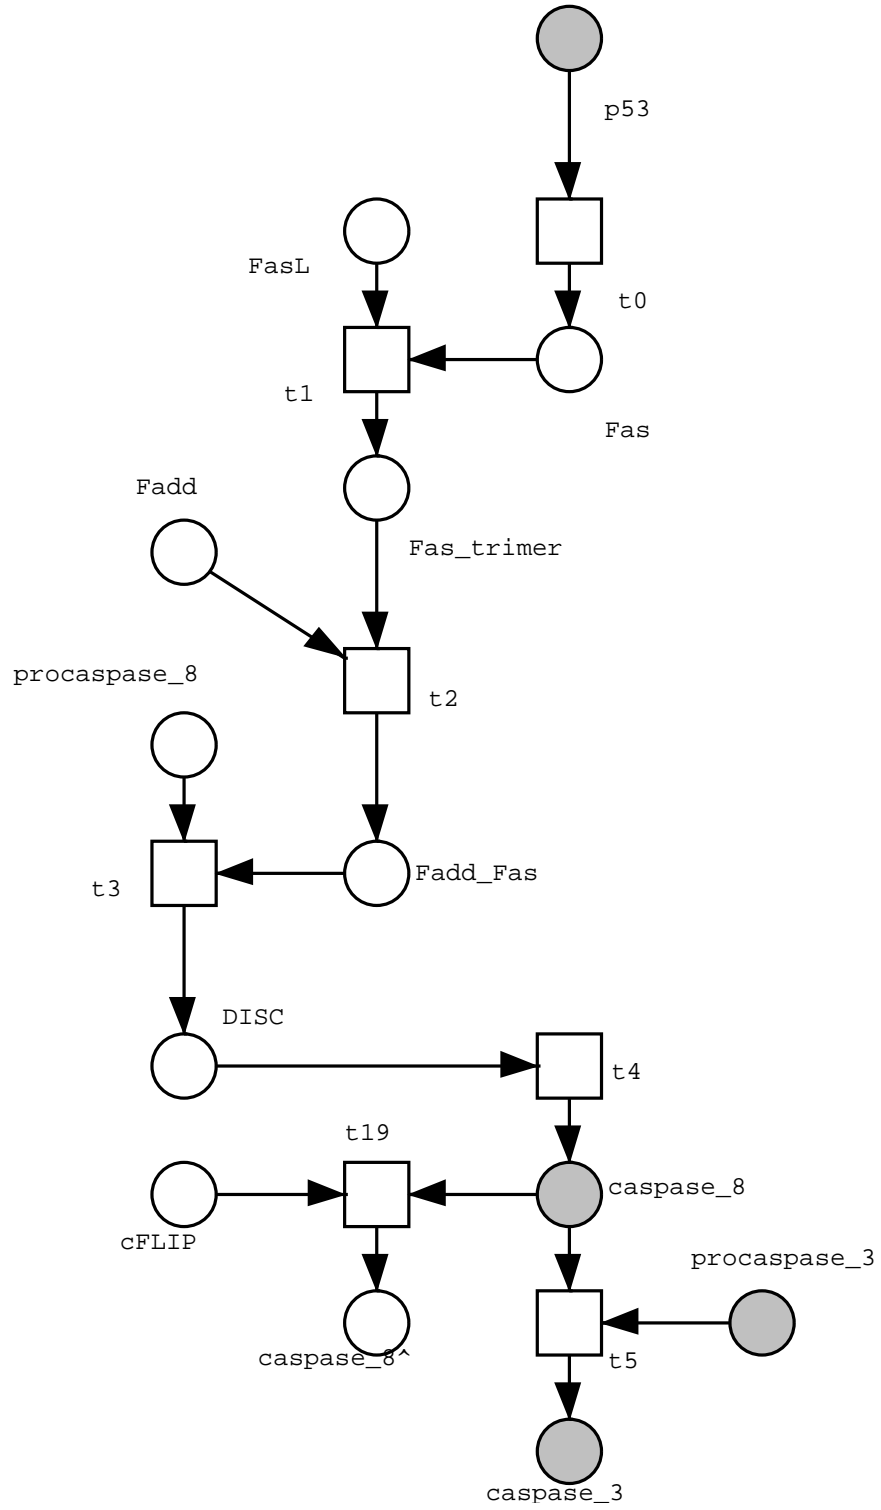 p53
FasL
t0
t1
Fas
Fadd
Fas_trimer
procaspase_8
t2
Fadd_Fas
t3
DISC
t4
t19
caspase_8
cFLIP
procaspase_3
caspase_8^
t5
caspase_3